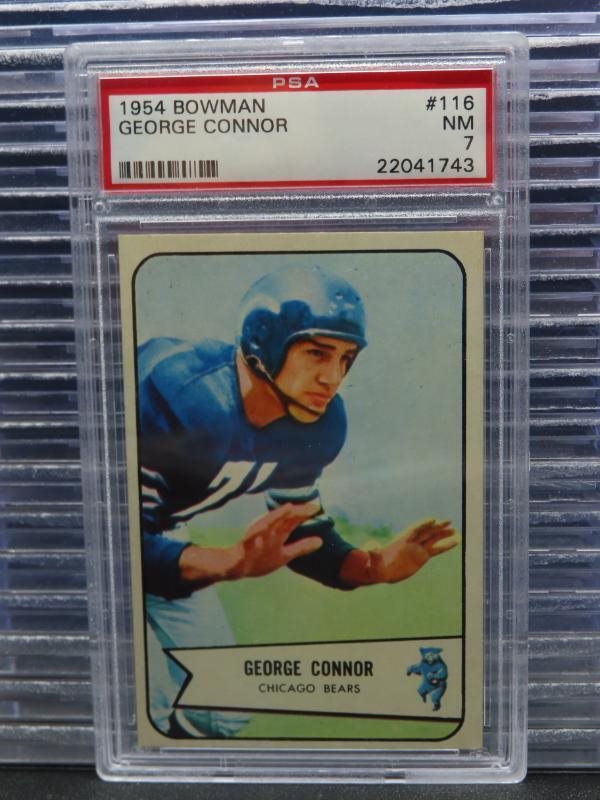 PSA
1954 BOWMAN #116
GEORGE CONNOR NM
7
22041743
71
GEORGE CONNOR
CHICAGO BEARS